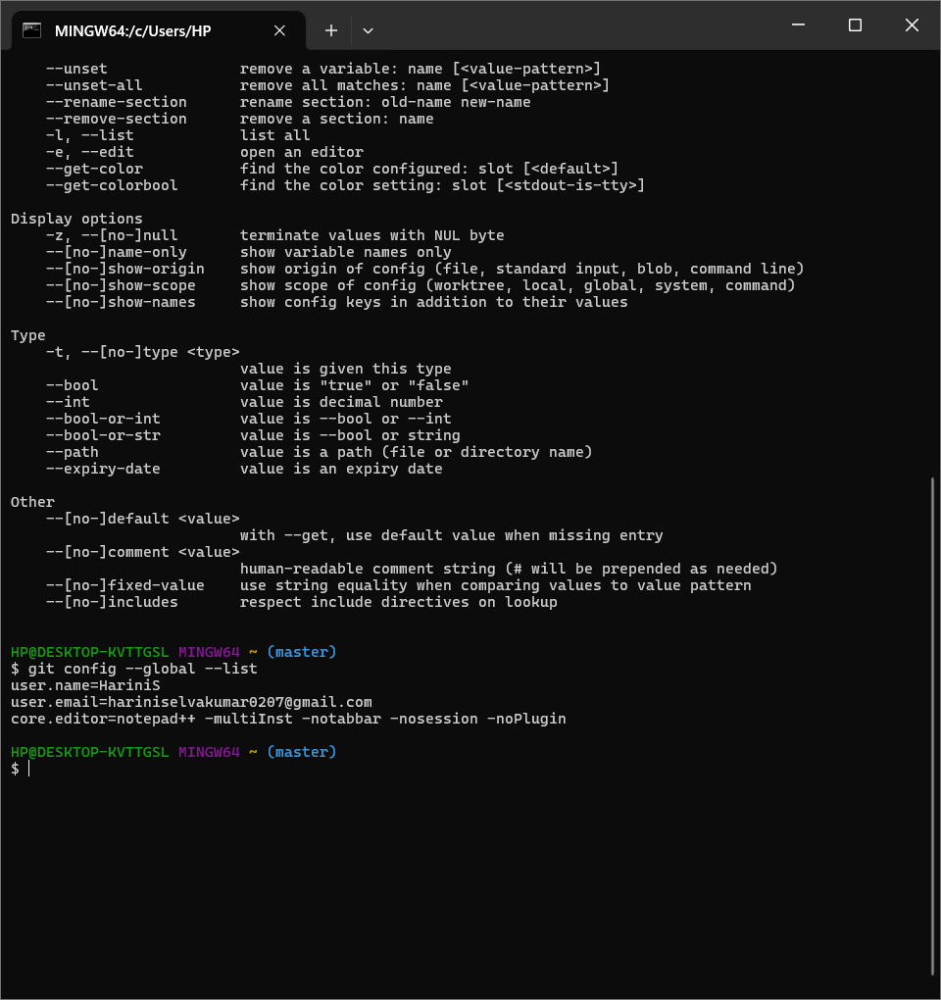 MINGW64:/c/Users/HP
--unset remove a variable: name [<value-pattern>]
--unset-all remove all matches: name [<value-pattern>]
--rename-section rename section: old-name new-name
--remove-section remove a section: name
-l, --list list all
-e, --edit open an editor
--get-color find the color configured: slot [<default>]
--get-colorbool find the color setting: slot [<stdout-is-tty>]
Display options
-z, --[no-]null terminate values with NUL byte
--[no-]name-only show variable names only
--[no-]show-origin show origin of config (file, standard input, blob, command line)
--[no-]show-scope show scope of config (worktree, local, global, system, command)
--[no-]show-names show config keys in addition to their values
Type
-t, --[no-]type <type>
value is given this type
--bool value is "true" or "false"
--int value is decimal number
--bool-or-int value is --bool or --int
--bool-or-str value is --bool or string
--path value is a path (file or directory name)
--expiry-date value is an expiry date
Other
--[no-]default <value>
with --get, use default value when missing entry
--[no-]comment <value>
human-readable comment string (# will be prepended as needed)
--[no-]fixed-value use string equality when comparing values to value pattern
--[no-]includes respect include directives on lookup
HP@DESKTOP-KVTTGSL MINGW64 ~ (master)
$ git config --global --list
user.name=HariniS
user.email=hariniselvakumar0207@gmail.com
core.editor=notepad++ -multiInst -notabbar -nosession -noPlugin
HP@DESKTOP-KVTTGSL MINGW64 ~ (master)
$